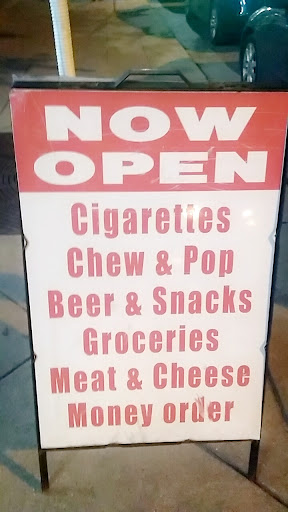 NOW
OPEN
Cigarettes
Chew & Pop
Beer & Snacks
Groceries
Meat & Cheese
Money order